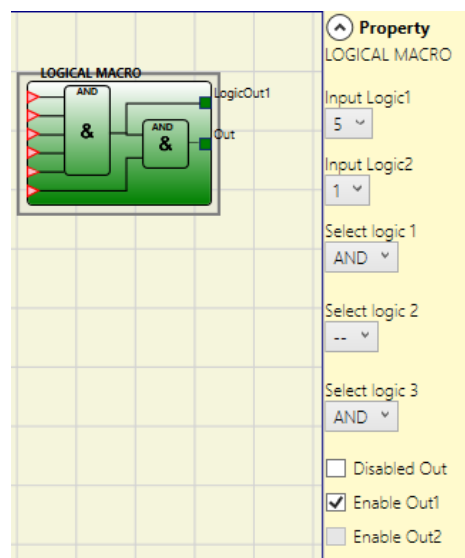 LOGICAL MACRO
AND
&
AND
&
LogicOut1
Out
Property
LOGICAL MACRO
Input Logic1
5
Input Logic2
1
Select logic 1
AND
Select logic 2
--
Select logic 3
AND
Disabled Out
Enable Out1
Enable Out2